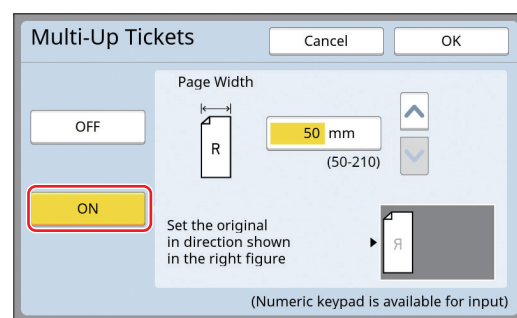 Multi-Up Tickets
Cancel
OK
OFF
ON
Page Width
R
50 mm
(50-210)
Set the original
in direction shown
in the right figure
R
(Numeric keypad is available for input)